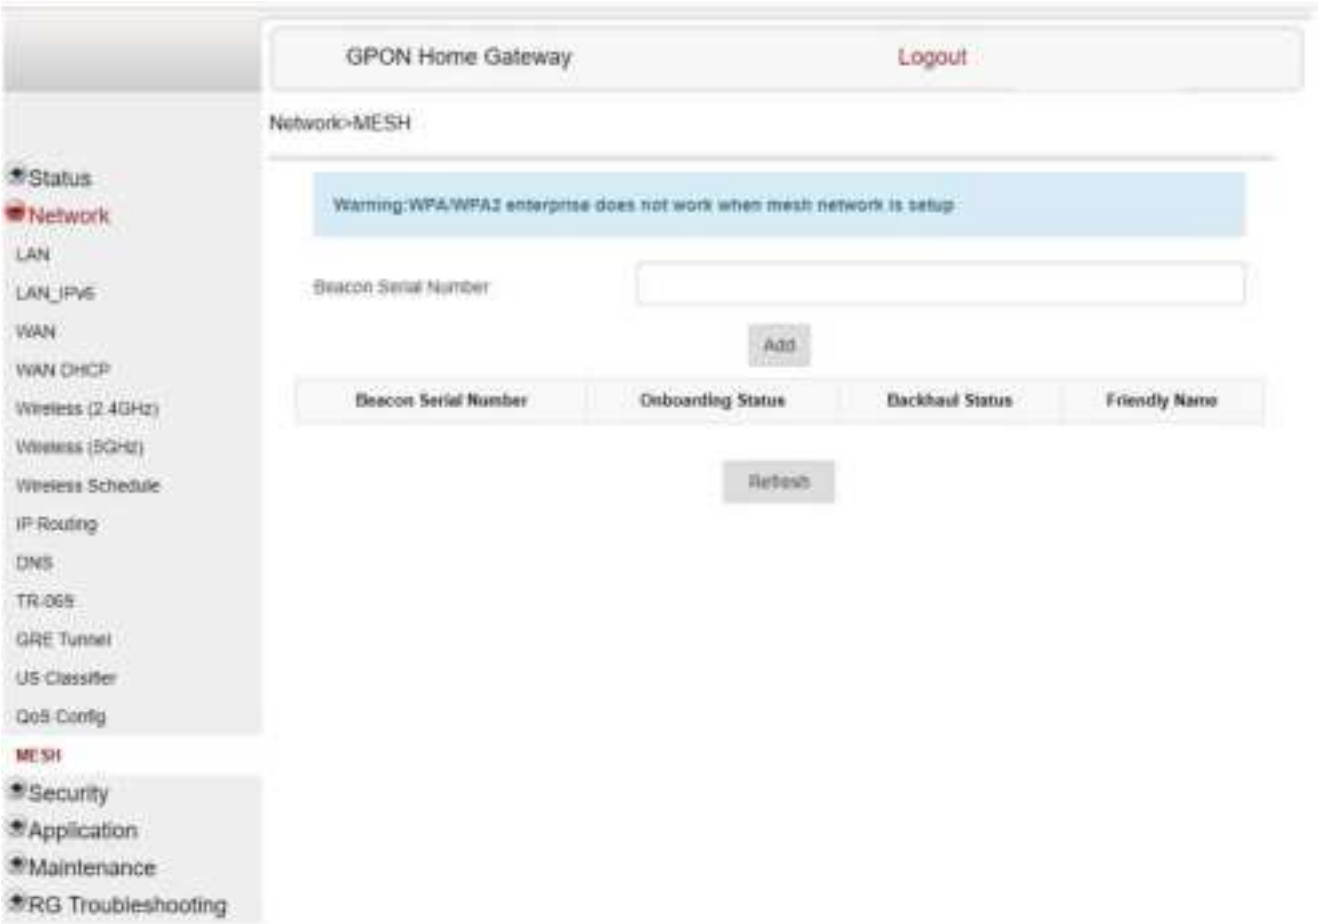 GPON Home Gateway
Logout
Network>MESH
Status
Network
LAN
LAN_IPv6
WAN
WAN DHCP
Wireless (2.4GHz)
Wireless (5GHz)
Wireless Schedule
IP Routing
DNS
TR-069
GRE Tunnel
US Classifier
QoS Config
MESH
Security
Application
Maintenance
RG Troubleshooting
Warning:WPA/WPA2 enterprise does not work when mesh network is setup
Beacon Serial Number
Add
Beacon Serial Number Onboarding Status Backhaul Status Friendly Name
Refresh